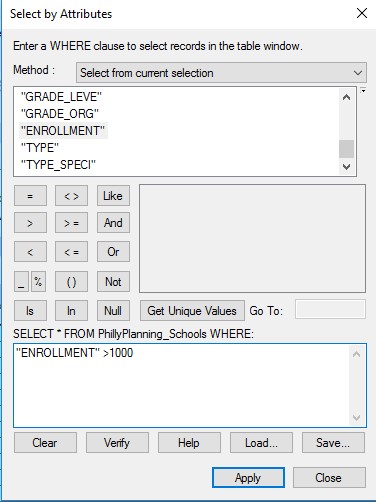 Select by Attributes
Enter a WHERE clause to select records in the table window.
Method : Select from current selection
"GRADE_LEVE"
"GRADE_ORG"
"ENROLLMENT"
"TYPE"
"TYPE_SPECI"
= < > Like
> > = And
< < = Or
_ % ( ) Not
Is In Null Get Unique Values Go To:
SELECT * FROM PhillyPlanning_Schools WHERE:
"ENROLLMENT" >1000
Clear Verify Help Load... Save...
Apply Close